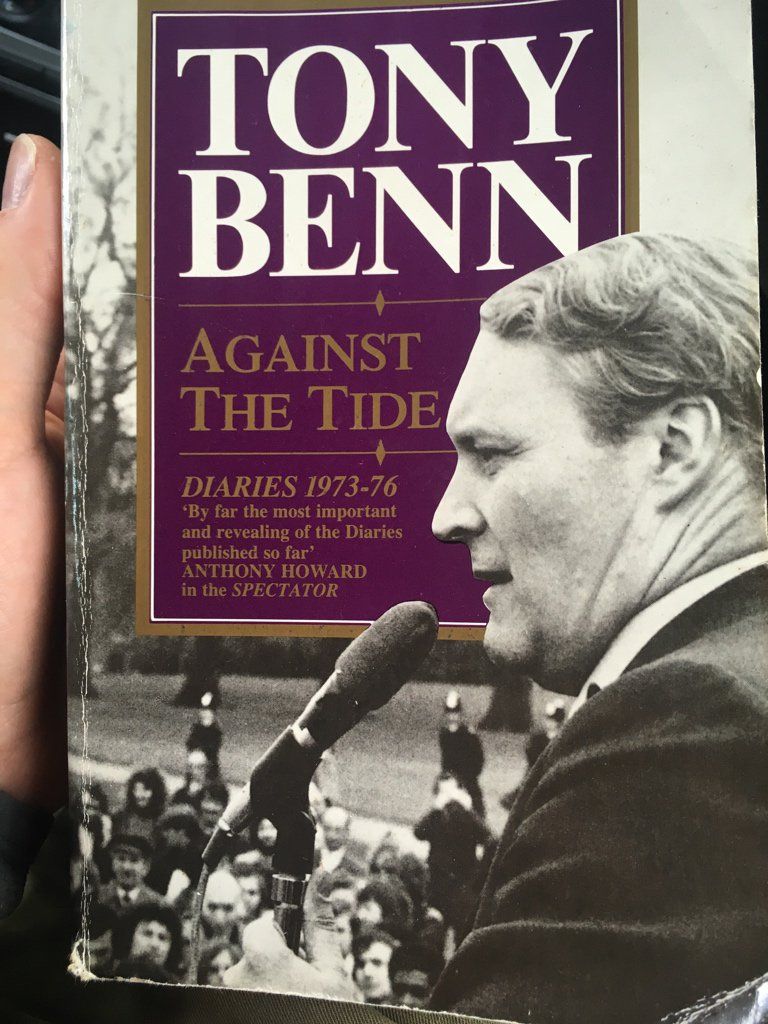 TONY
BENN
AGAINST
THE TIDE
DIARIES 1973-76
‘By far the most important
and revealing of the Diaries
published so far’
ANTHONY HOWARD
in the SPECTATOR